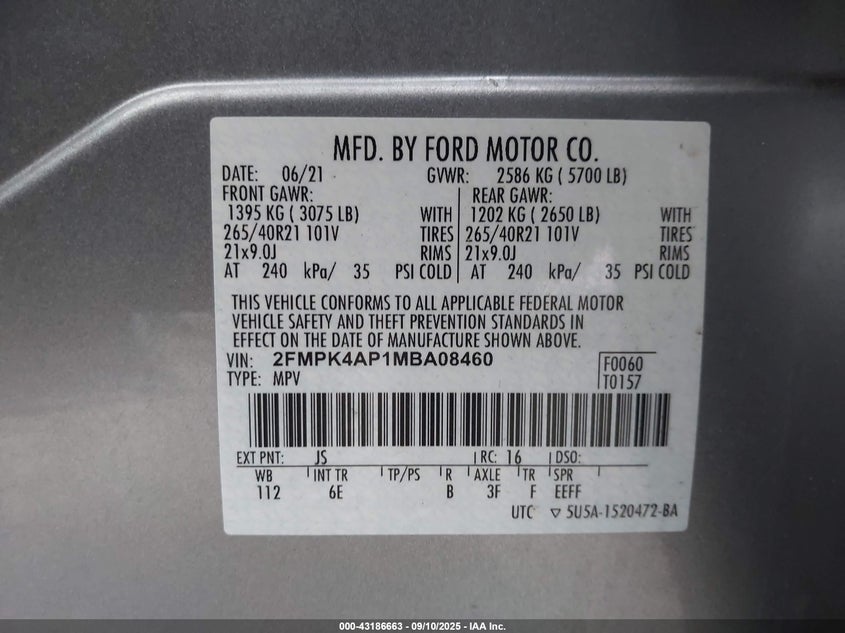 MFD. BY FORD MOTOR CO.
DATE: 06/21 GVWR: 2586 KG ( 5700 LB)
FRONT GAWR: REAR GAWR:
1395 KG ( 3075 LB) WITH 1202 KG ( 2650 LB) WITH
265/40R21 101V TIRES 265/40R21 101V TIRES
21x9.0J RIMS 21x9.0J RIMS
AT 240 kPa/ 35 PSI COLD AT 240 kPa/ 35 PSI COLD
THIS VEHICLE CONFORMS TO ALL APPLICABLE FEDERAL MOTOR
VEHICLE SAFETY AND THEFT PREVENTION STANDARDS IN
EFFECT ON THE DATE OF MANUFACTURE SHOWN ABOVE.
VIN: 2FMPK4AP1MBA08460 F0060
TYPE: MPV T0157
EXT PNT: JS RC: 16 DSO:
WB INT TR TP/PS R AXLE TR SPR
112 6E B 3F F EEFF
UTC ▽ 5U5A-1520472-BA
000-43186663 - 09/10/2025 - IAA Inc.